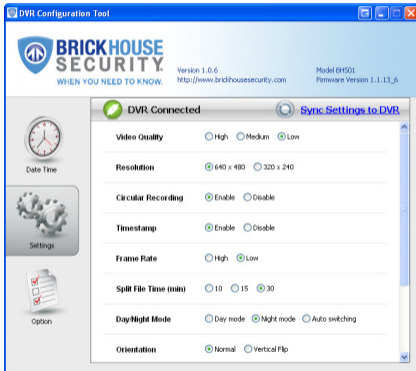 DVR Configuration Tool
BRICKHOUSE
SECURITY.
WHEN YOU NEED TO KNOW.
Version 1.0.6
http://www.brickhousesecurity.com
Model BHS01
Firmware Version 1.1.13_6
DVR Connected
Sync Settings to DVR
Date Time
Settings
Option
Video Quality High Medium Low
Resolution 640 x 480 320 x 240
Circular Recording Enable Disable
Timestamp Enable Disable
Frame Rate High Low
Split File Time (min) 10 15 30
Day/Night Mode Day mode Night mode Auto switching
Orientation Normal Vertical Flip